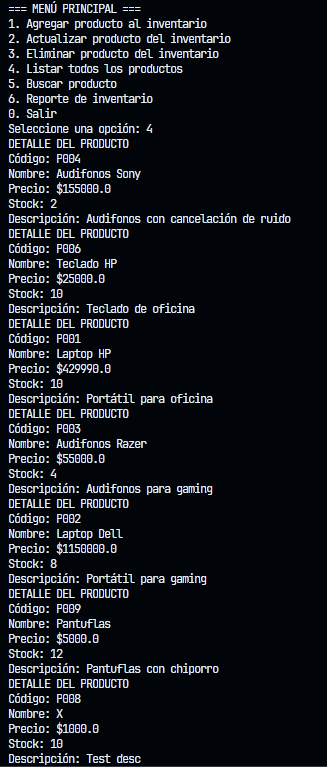 === MENÚ PRINCIPAL ===
1. Agregar producto al inventario
2. Actualizar producto del inventario
3. Eliminar producto del inventario
4. Listar todos los productos
5. Buscar producto
6. Reporte de inventario
0. Salir
Seleccione una opción: 4
DETALLE DEL PRODUCTO
Código: P004
Nombre: Audifonos Sony
Precio: $155000.0
Stock: 2
Descripción: Audifonos con cancelación de ruido
DETALLE DEL PRODUCTO
Código: P006
Nombre: Teclado HP
Precio: $25000.0
Stock: 10
Descripción: Teclado de oficina
DETALLE DEL PRODUCTO
Código: P001
Nombre: Laptop HP
Precio: $429990.0
Stock: 10
Descripción: Portátil para oficina
DETALLE DEL PRODUCTO
Código: P003
Nombre: Audifonos Razer
Precio: $55000.0
Stock: 4
Descripción: Audifonos para gaming
DETALLE DEL PRODUCTO
Código: P002
Nombre: Laptop Dell
Precio: $1150000.0
Stock: 8
Descripción: Portátil para gaming
DETALLE DEL PRODUCTO
Código: P009
Nombre: Pantuflas
Precio: $5000.0
Stock: 12
Descripción: Pantuflas con chiporro
DETALLE DEL PRODUCTO
Código: P008
Nombre: X
Precio: $1000.0
Stock: 10
Descripción: Test desc